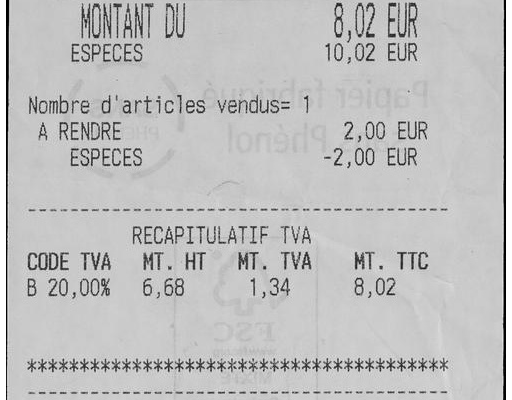 MONTANT DU 8,02 EUR
ESPECES 10,02 EUR
Nombre d'articles vendus= 1
A RENDRE 2,00 EUR
ESPECES -2,00 EUR
----------------------------------------
RECAPITULATIF TVA
CODE TVA MT. HT MT. TVA MT. TTC
B 20,00% 6,68 1,34 8,02
****************************************
----------------------------------------
Papier fabriqué
sans Phénol
FSC